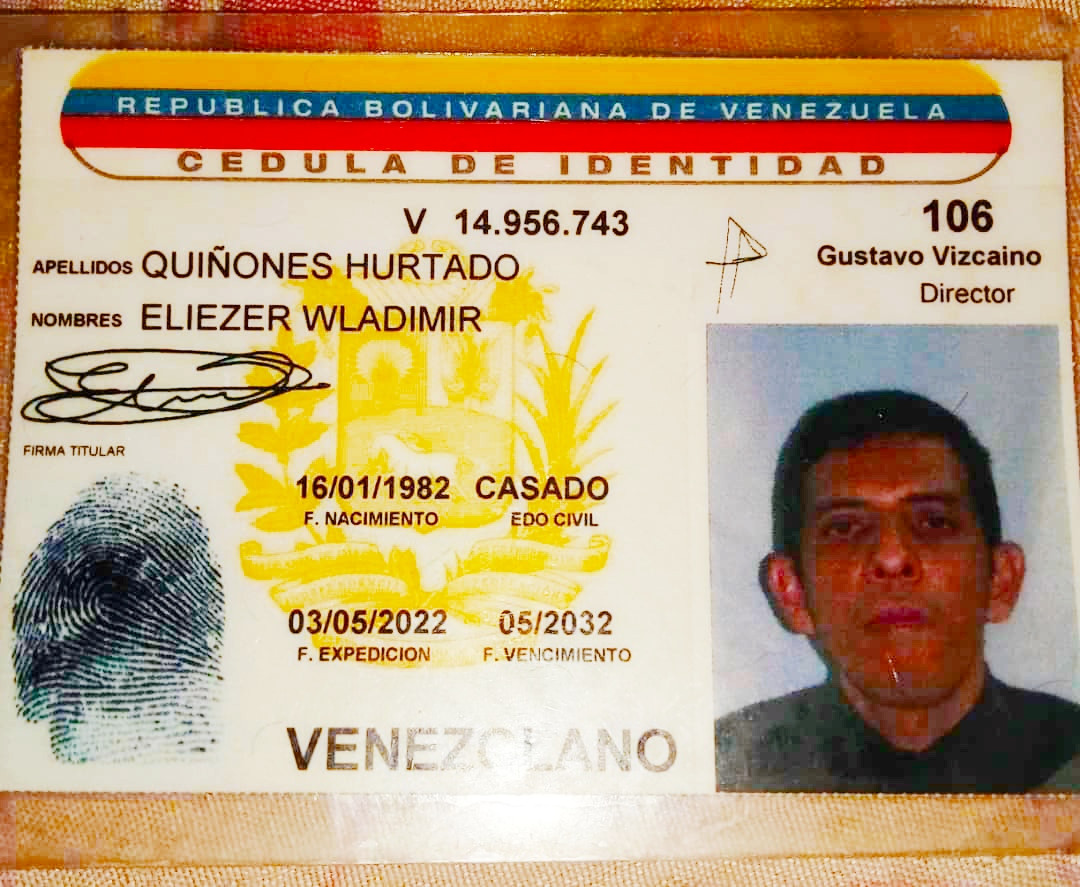 REPUBLICA BOLIVARIANA DE VENEZUELA
CEDULA DE IDENTIDAD
V 14.956.743
106
Gustavo Vizcaino
Director
APELLIDOS QUIÑONES HURTADO
NOMBRES ELIEZER WLADIMIR
FIRMA TITULAR
16/01/1982 CASADO
F. NACIMIENTO EDO CIVIL
03/05/2022 05/2032
F. EXPEDICION F. VENCIMIENTO
VENEZOLANO